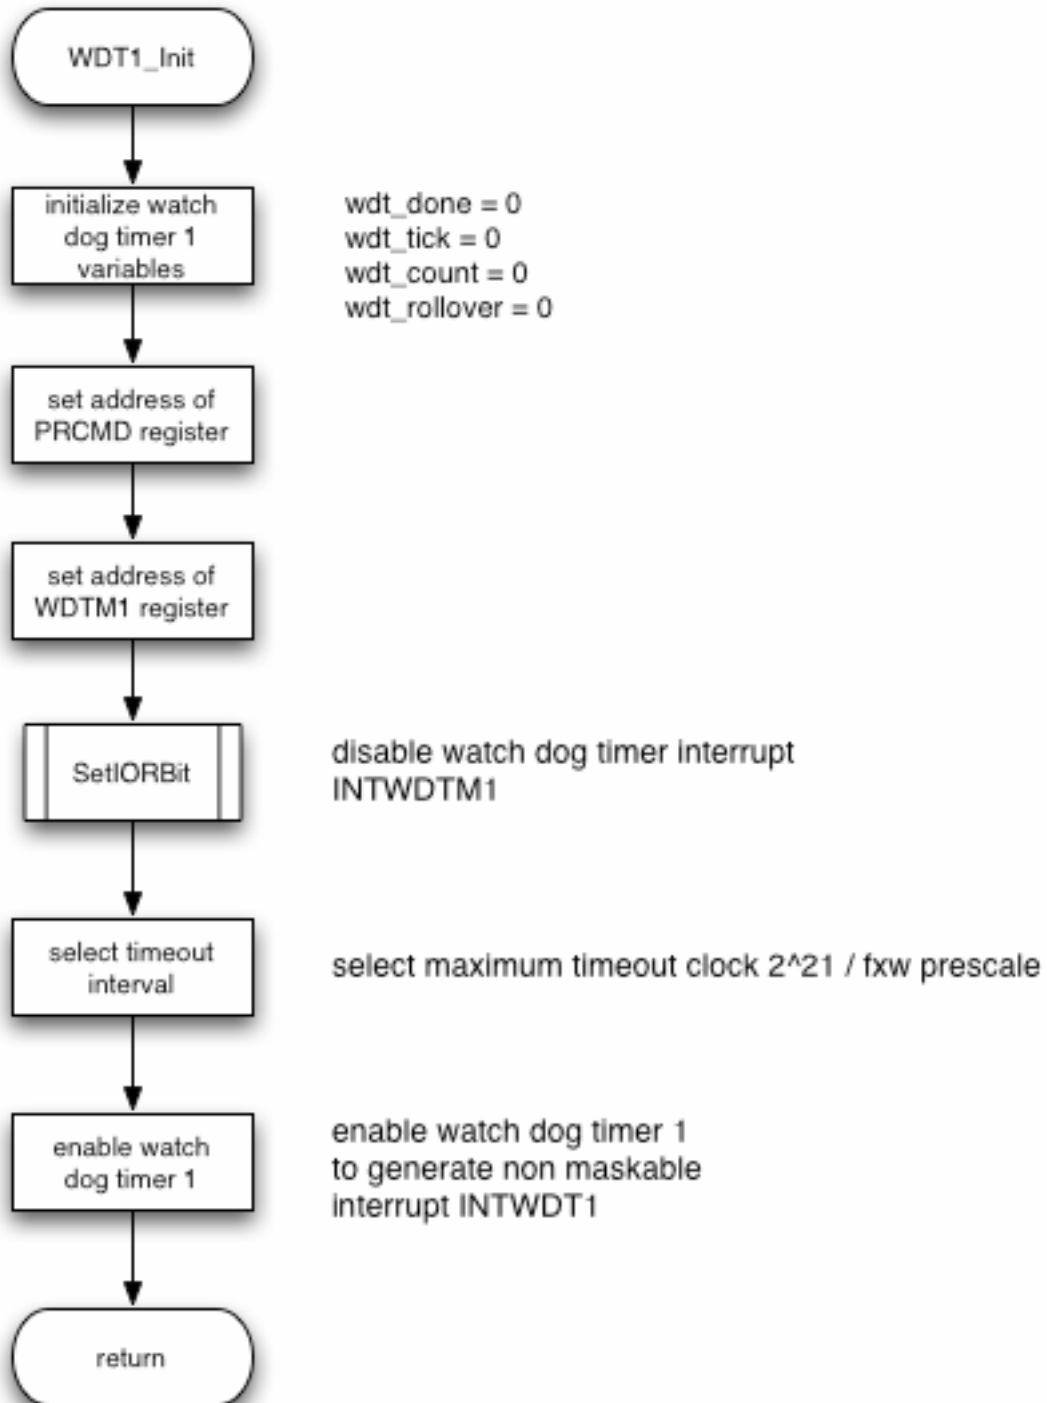 WDT1_Init
initialize watch
dog timer 1
variables
wdt_done = 0
wdt_tick = 0
wdt_count = 0
wdt_rollover = 0
set address of
PRCMD register
set address of
WDTM1 register
SetIORBit
disable watch dog timer interrupt
INTWDTM1
select timeout
interval
select maximum timeout clock 2^21 / fxw prescale
enable watch
dog timer 1
enable watch dog timer 1
to generate non maskable
interrupt INTWDT1
return